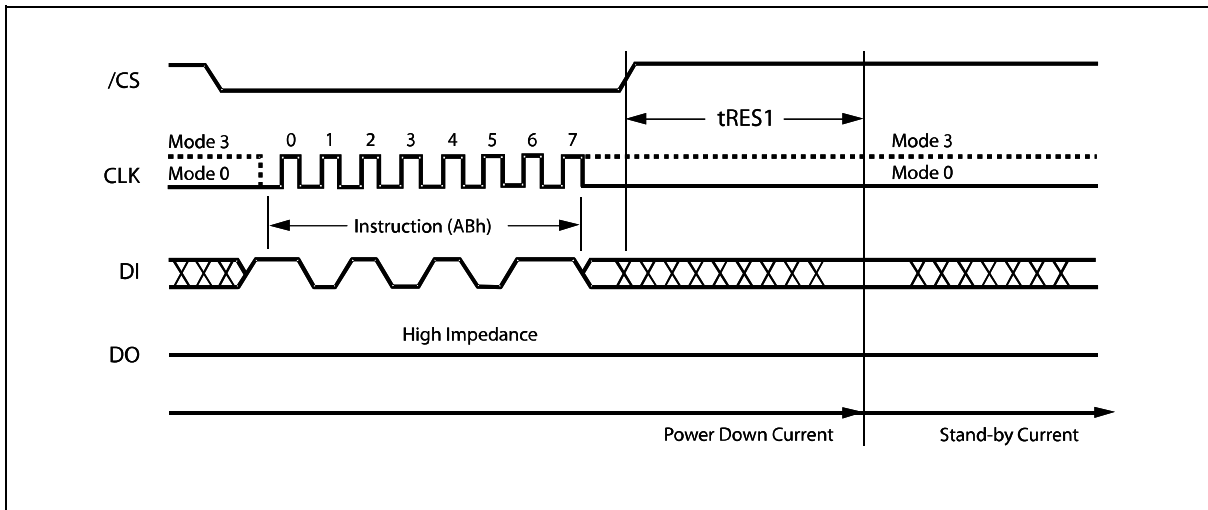 /CS
tRES1
Mode 3 0 1 2 3 4 5 6 7 Mode 3
CLK Mode 0 Mode 0
Instruction (ABh)
DI
High Impedance
DO
Power Down Current Stand-by Current